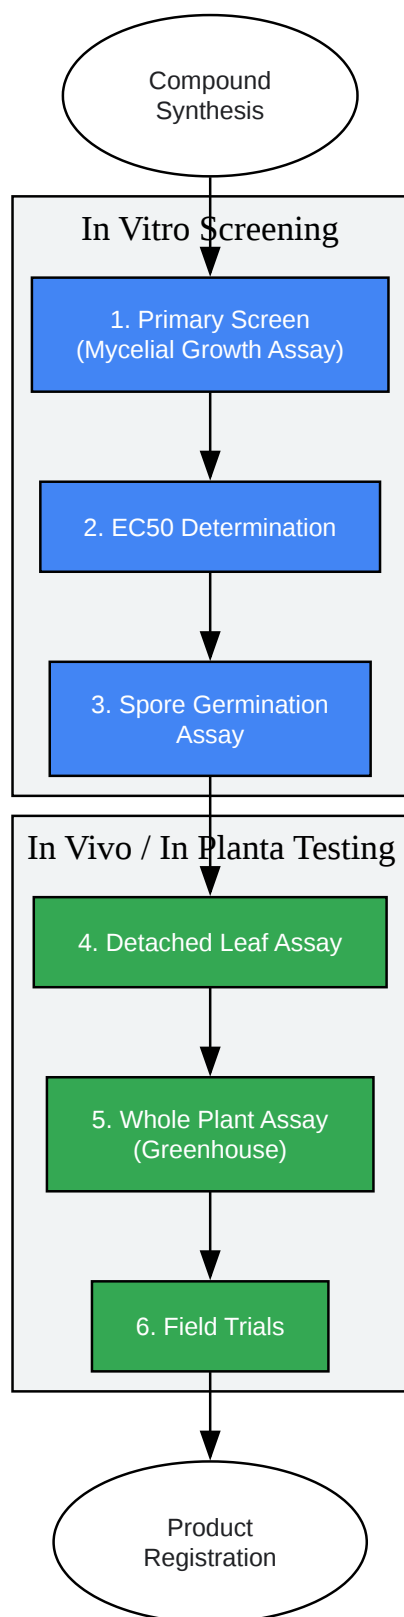 Compound
Synthesis
In Vitro Screening
1. Primary Screen
(Mycelial Growth Assay)
2. EC50 Determination
3. Spore Germination
Assay
In Vivo / In Planta Testing
4. Detached Leaf Assay
5. Whole Plant Assay
(Greenhouse)
6. Field Trials
Product
Registration